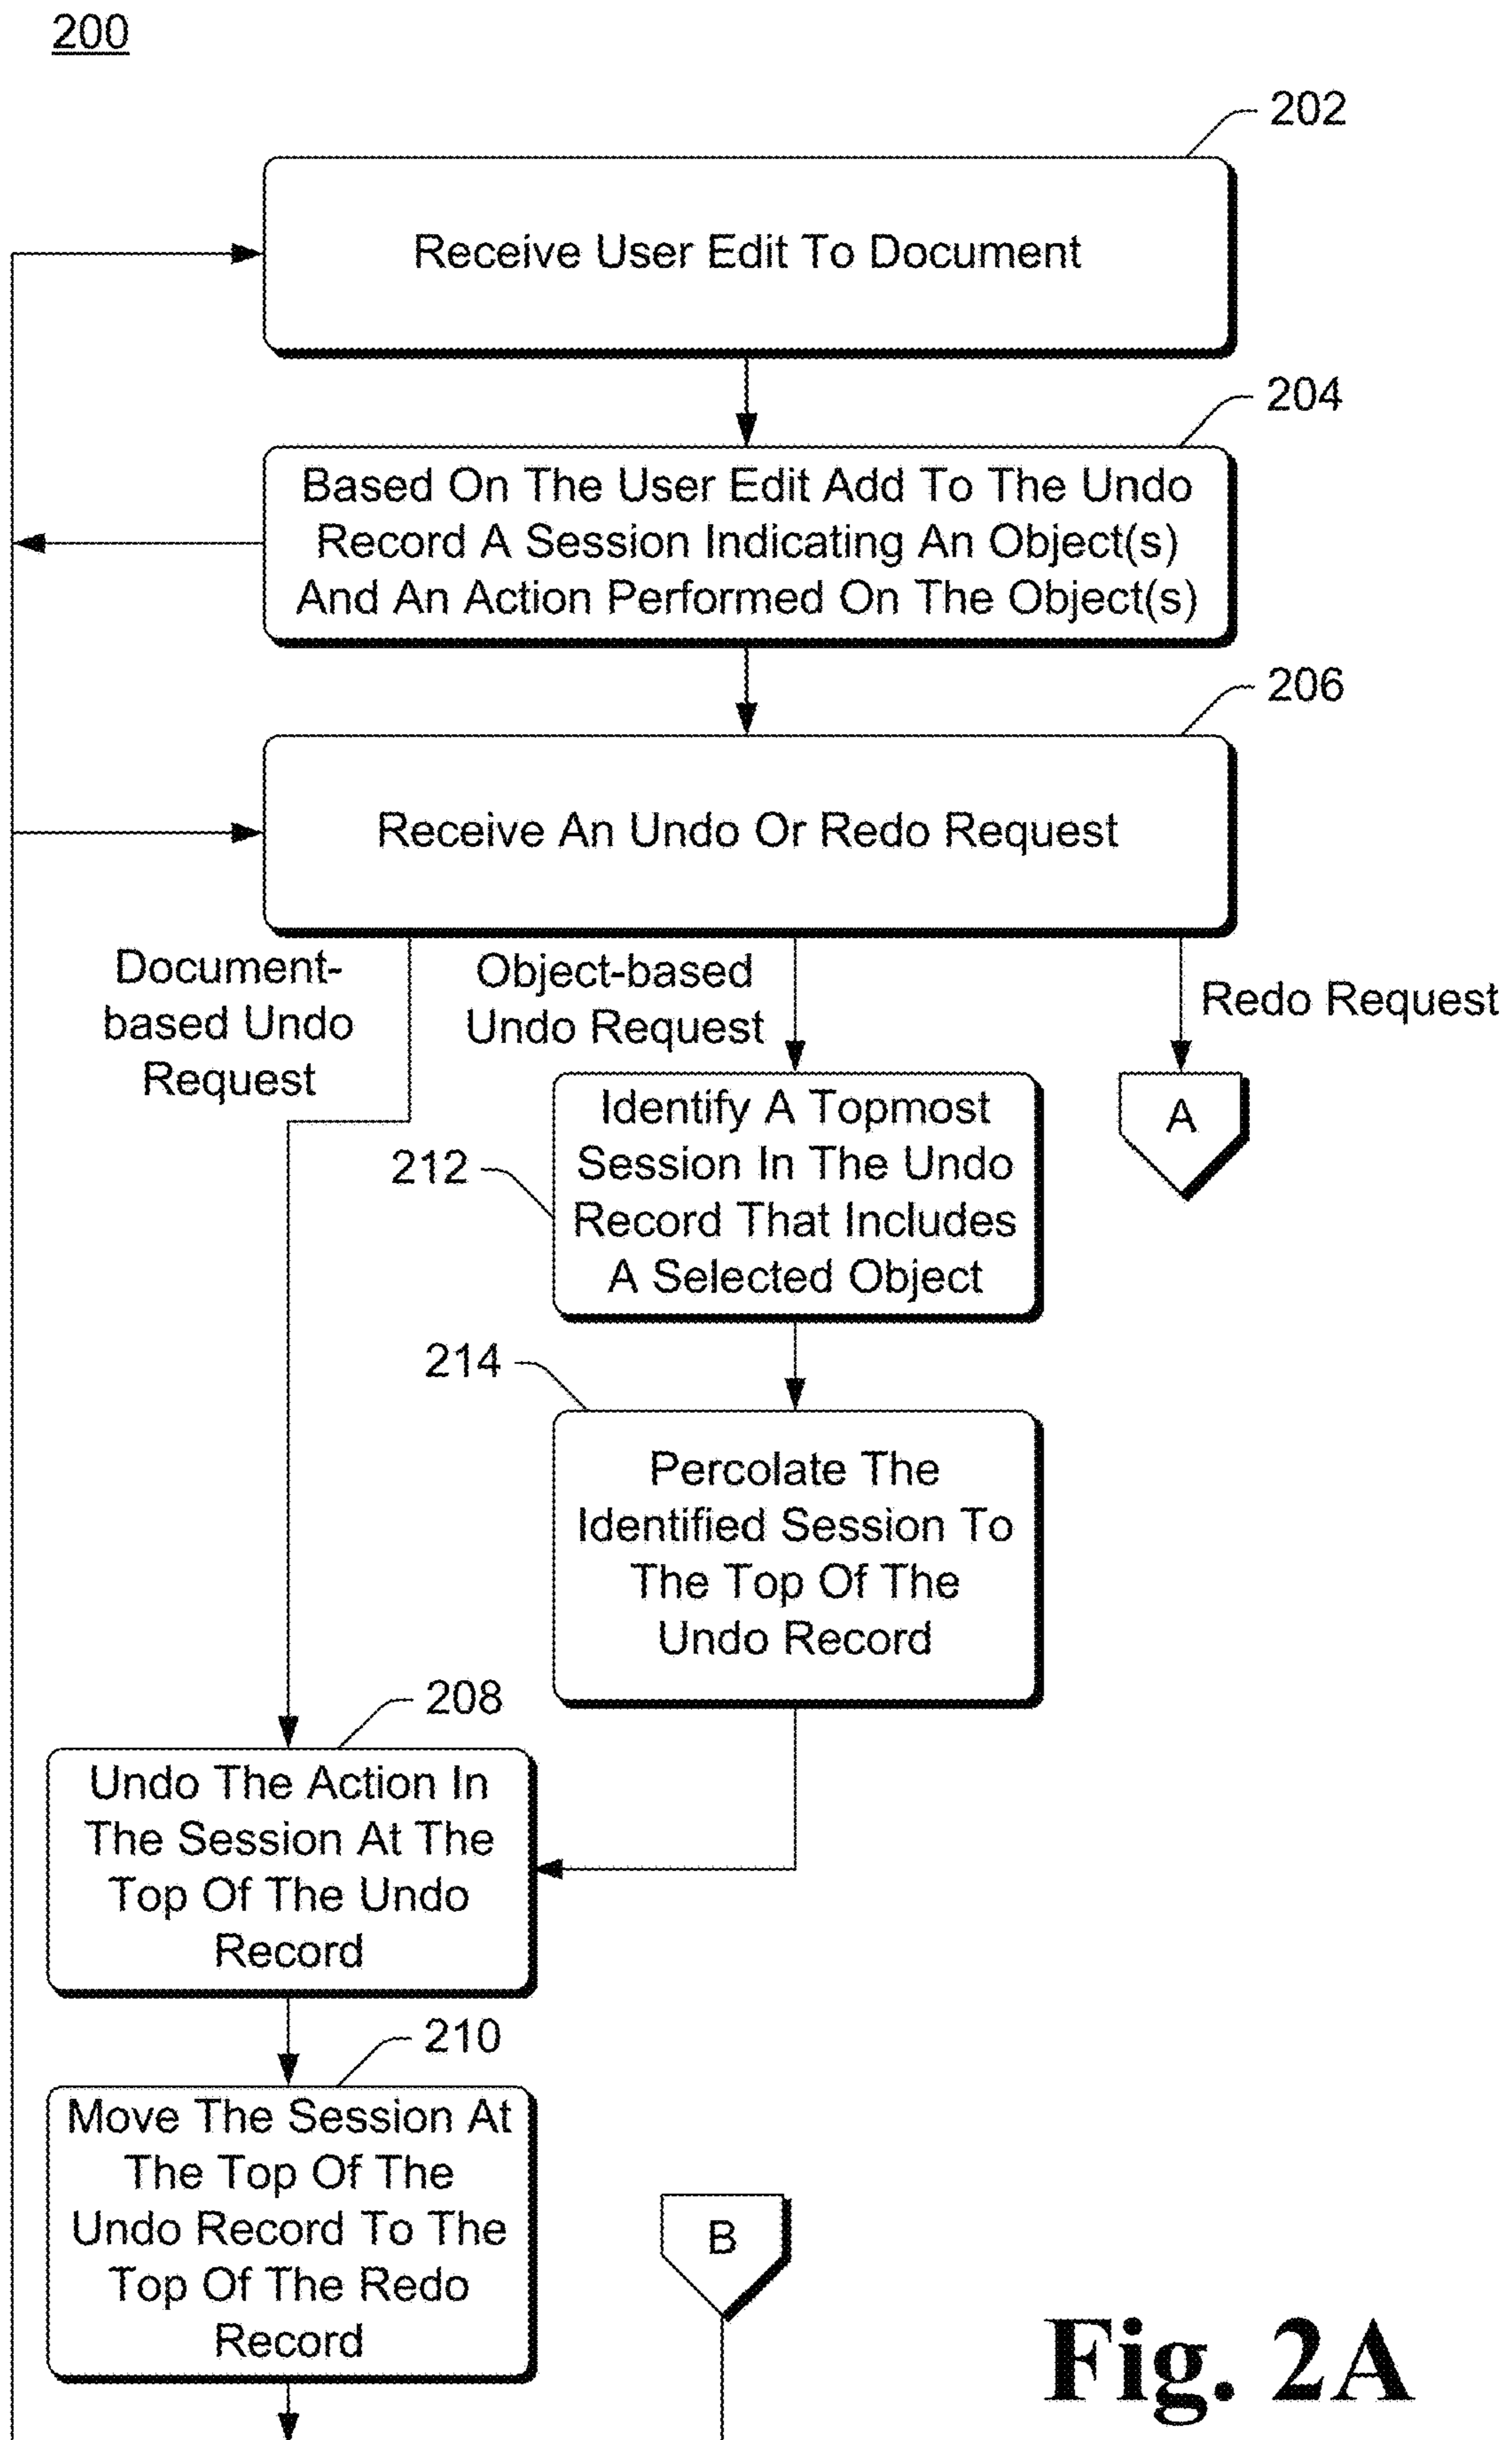 200
202
Receive User Edit To Document
204
Based On The User Edit Add To The Undo
Record A Session Indicating An Object(s)
And An Action Performed On The Object(s)
206
Receive An Undo Or Redo Request
Document-
based Undo
Request
Object-based
Undo Request
Redo Request
A
212
Identify A Topmost
Session In The Undo
Record That Includes
A Selected Object
214
Percolate The
Identified Session To
The Top Of The
Undo Record
208
Undo The Action In
The Session At The
Top Of The Undo
Record
210
Move The Session At
The Top Of The
Undo Record To The
Top Of The Redo
Record
B
Fig. 2A